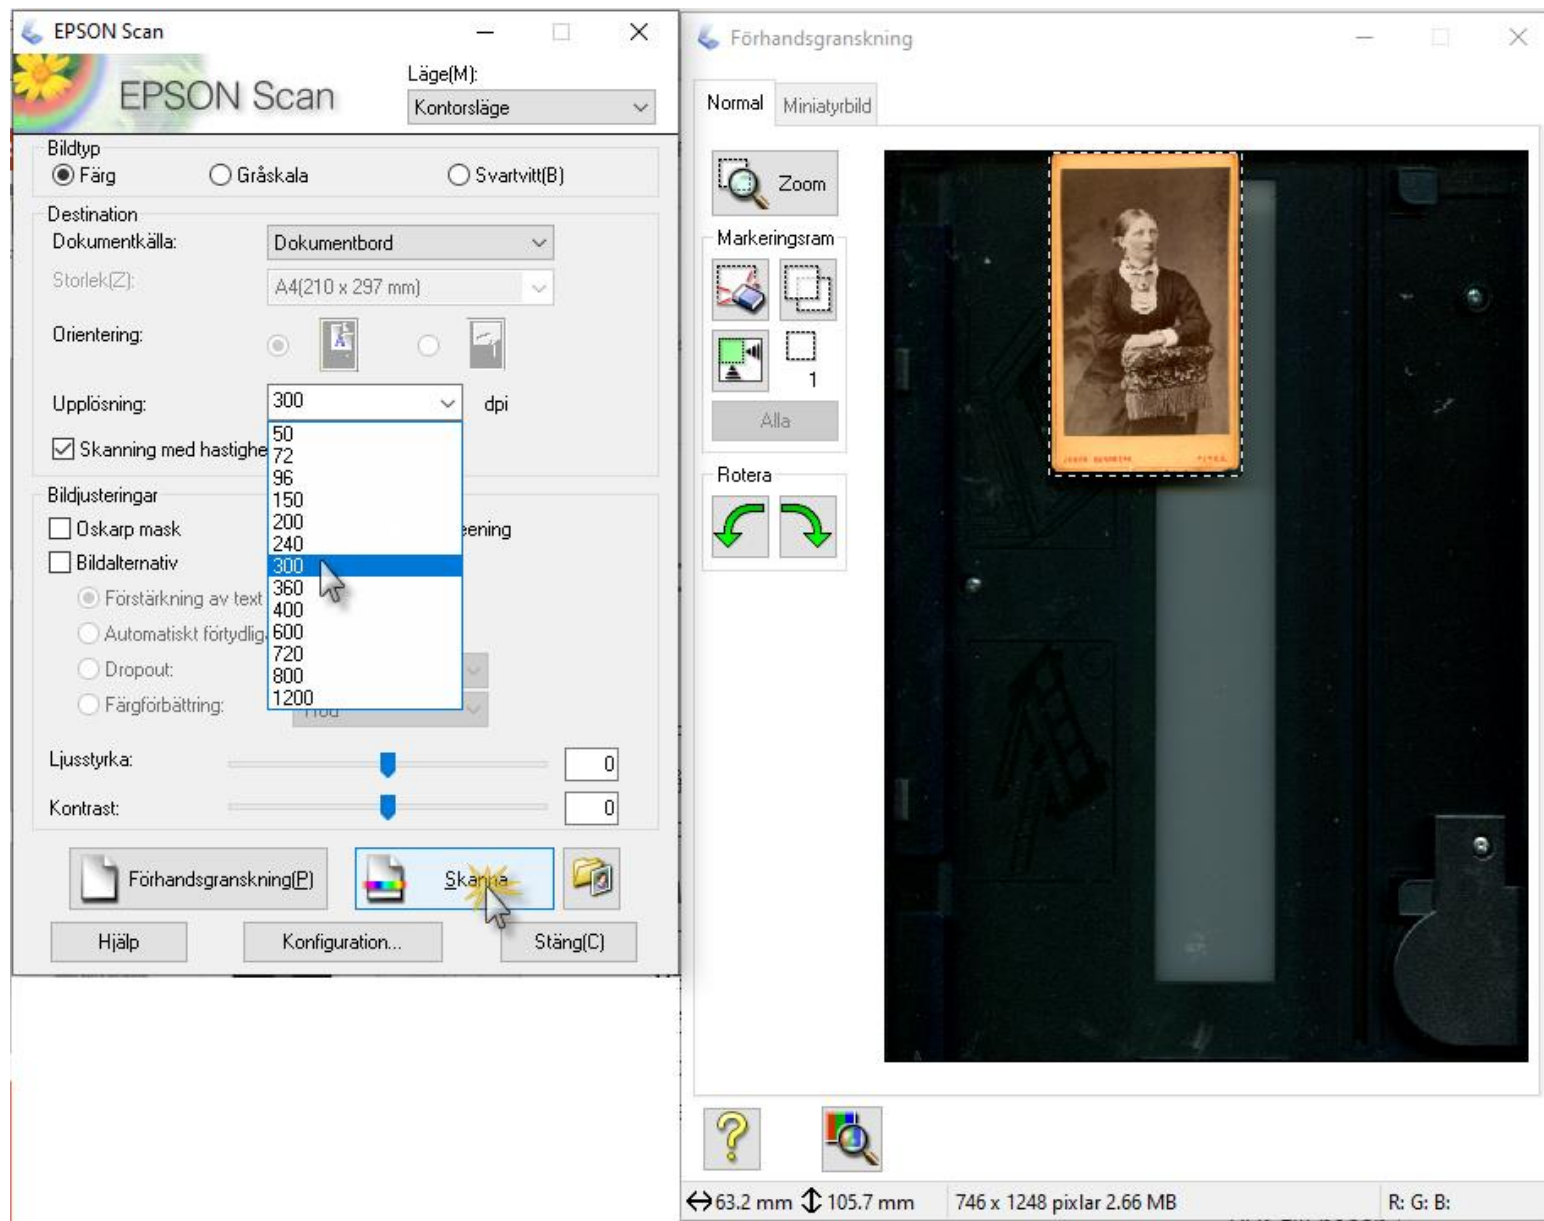 EPSON Scan
EPSON Scan
Läge(M):
Kontorsläge
Bildtyp
Färg
Gråskala
Svartvitt(B)
Destination
Dokumentkälla:
Dokumentbord
Storlek(Z):
A4(210 x 297 mm)
Orientering:
Upplösning:
300
dpi
Skanning med hastighe
50
72
96
150
200
240
300
360
400
600
720
800
1200
Bildjusteringar
Oskarp mask
eening
Bildalternativ
Förstärkning av text
Automatiskt förtydlig
Dropout:
Färgförbättring:
Ljusstyrka:
0
Kontrast:
0
Förhandsgranskning(P)
Skanna
Hjälp
Konfiguration...
Stäng(C)
Förhandsgranskning
Normal
Miniatyrbild
Zoom
Markeringsram
1
Alla
Rotera
63.2 mm
105.7 mm
746 x 1248 pixlar 2.66 MB
R: G: B: